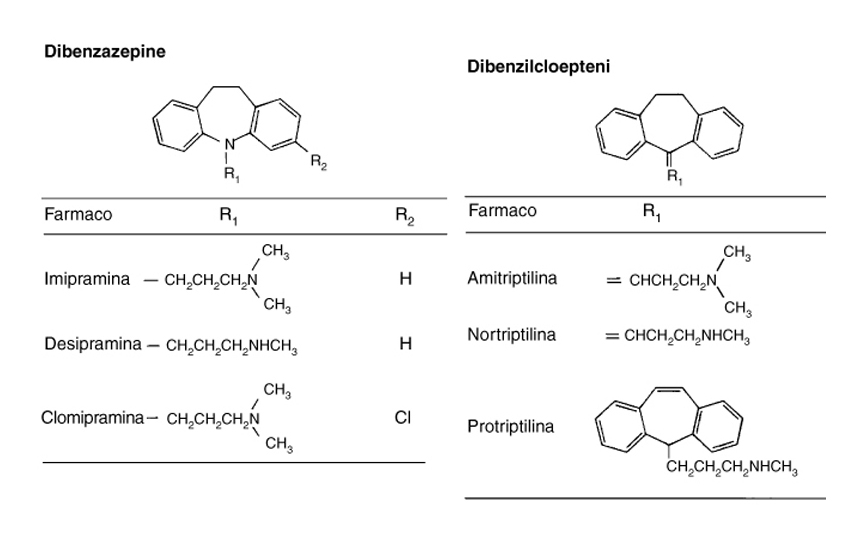 Dibenzazepine
N
R₁
R₂
Farmaco R₁ R₂
CH₃
Imipramina — CH₂CH₂CH₂N H
CH₃
Desipramina — CH₂CH₂CH₂NHCH₃ H
CH₃
Clomipramina — CH₂CH₂CH₂N Cl
CH₃
Dibenzilcloepteni
R₁
Farmaco R₁
CH₃
Amitriptilina = CHCH₂CH₂N
CH₃
Nortriptilina = CHCH₂CH₂NHCH₃
Protriptilina
CH₂CH₂CH₂NHCH₃